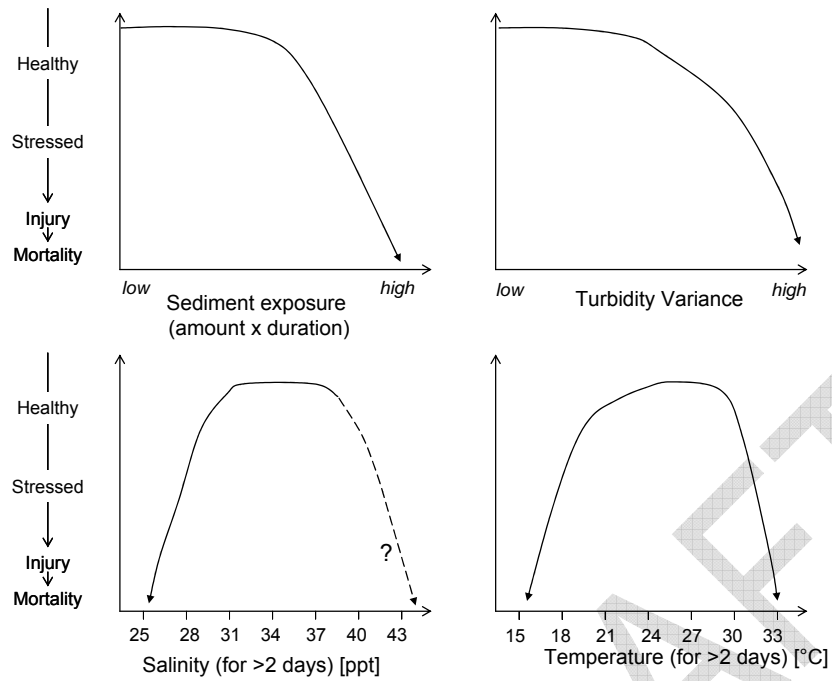 Healthy
Stressed
Injury
Mortality
low
high
Sediment exposure
(amount x duration)
low
high
Turbidity Variance
Healthy
Stressed
Injury
Mortality
?
25 28 31 34 37 40 43
Salinity (for >2 days) [ppt]
15 18 21 24 27 30 33
Temperature (for >2 days) [°C]
AFT